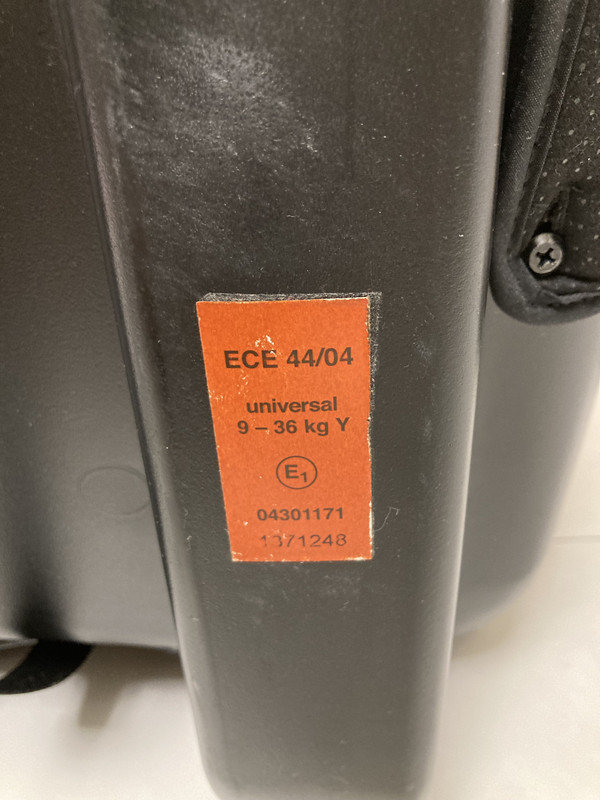 ECE 44/04
universal
9 – 36 kg Y
E1
04301171
1371248